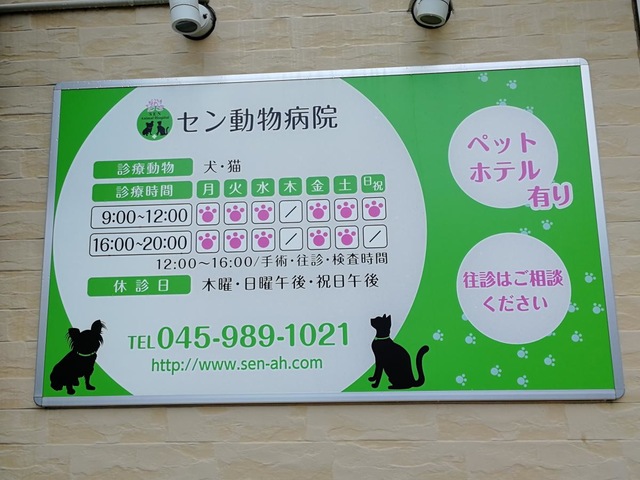 セン動物病院
診療動物 犬・猫
診療時間 月 火 水 木 金 土 日祝
9:00~12:00 /
16:00~20:00 / /
12:00～16:00/手術・往診・検査時間
休診日 木曜・日曜午後・祝日午後
TEL 045-989-1021
http://www.sen-ah.com
ペット
ホテル
有り
往診はご相談
ください